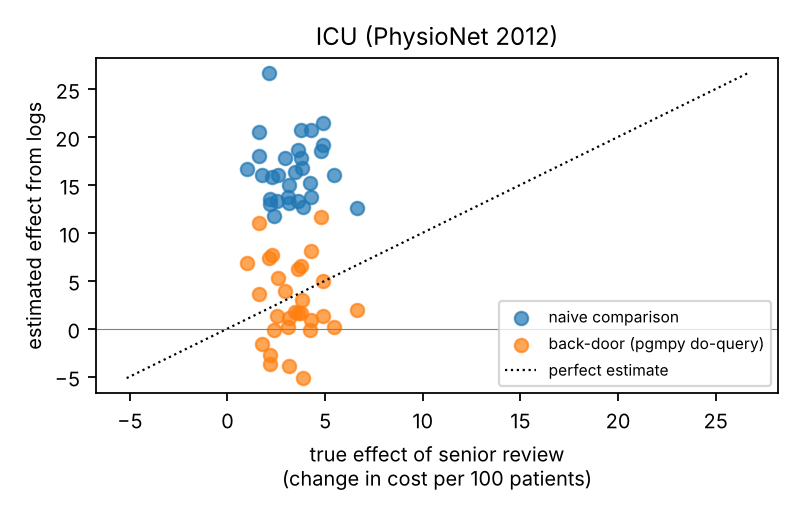 ICU (PhysioNet 2012)
estimated effect from logs
25
20
15
10
5
0
−5
naive comparison
back-door (pgmpy do-query)
perfect estimate
−5
0
5
10
15
20
25
true effect of senior review
(change in cost per 100 patients)